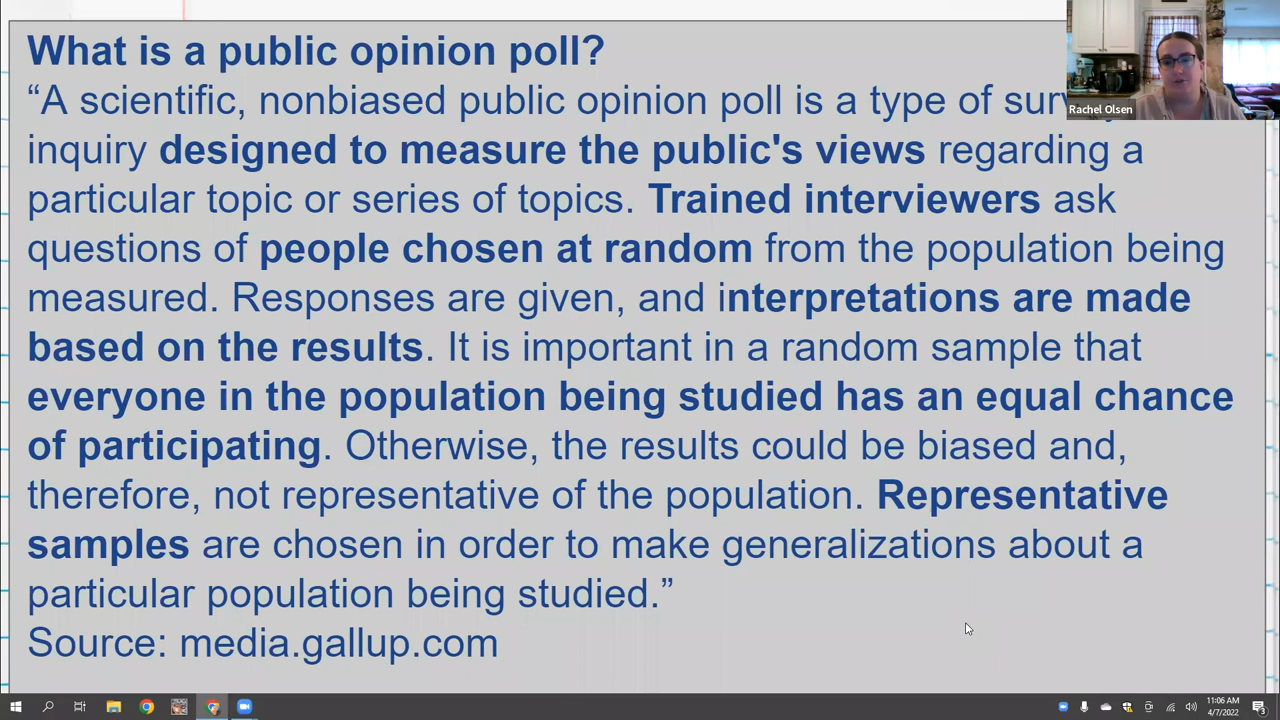 What is a public opinion poll?
“A scientific, nonbiased public opinion poll is a type of
inquiry designed to measure the public's views regarding a
particular topic or series of topics. Trained interviewers ask
questions of people chosen at random from the population being
measured. Responses are given, and interpretations are made
based on the results. It is important in a random sample that
everyone in the population being studied has an equal chance
of participating. Otherwise, the results could be biased and,
therefore, not representative of the population. Representative
samples are chosen in order to make generalizations about a
particular population being studied.”
Source: media.gallup.com
Rachel Olsen
11:06 AM
4/7/2022